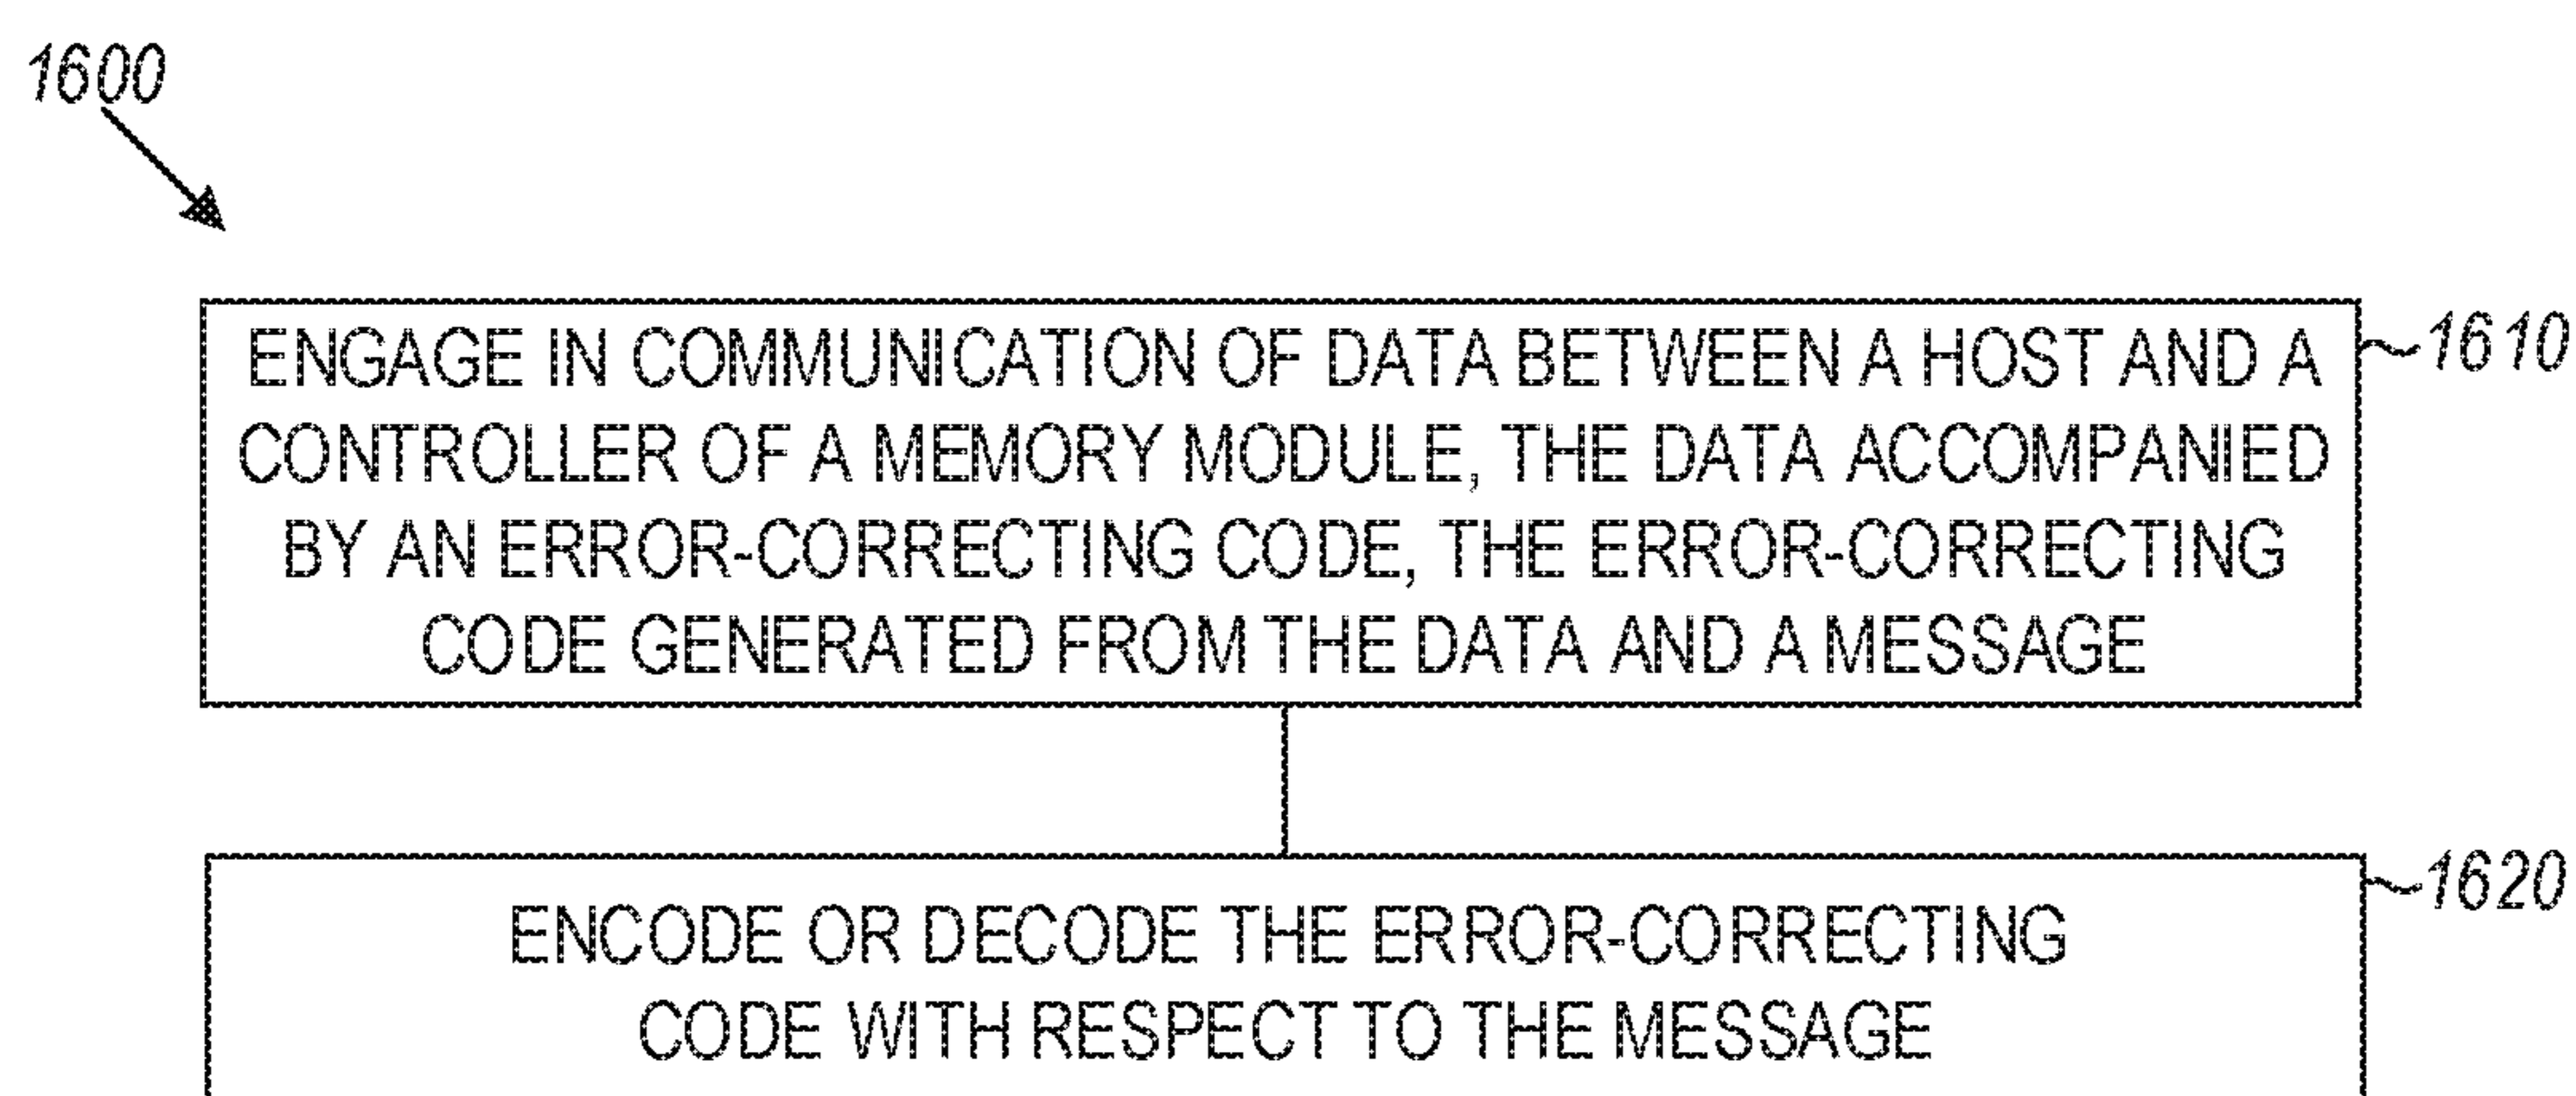 1600
ENGAGE IN COMMUNICATION OF DATA BETWEEN A HOST AND A
CONTROLLER OF A MEMORY MODULE, THE DATA ACCOMPANIED
BY AN ERROR-CORRECTING CODE, THE ERROR-CORRECTING
CODE GENERATED FROM THE DATA AND A MESSAGE
1610
ENCODE OR DECODE THE ERROR-CORRECTING
CODE WITH RESPECT TO THE MESSAGE
1620